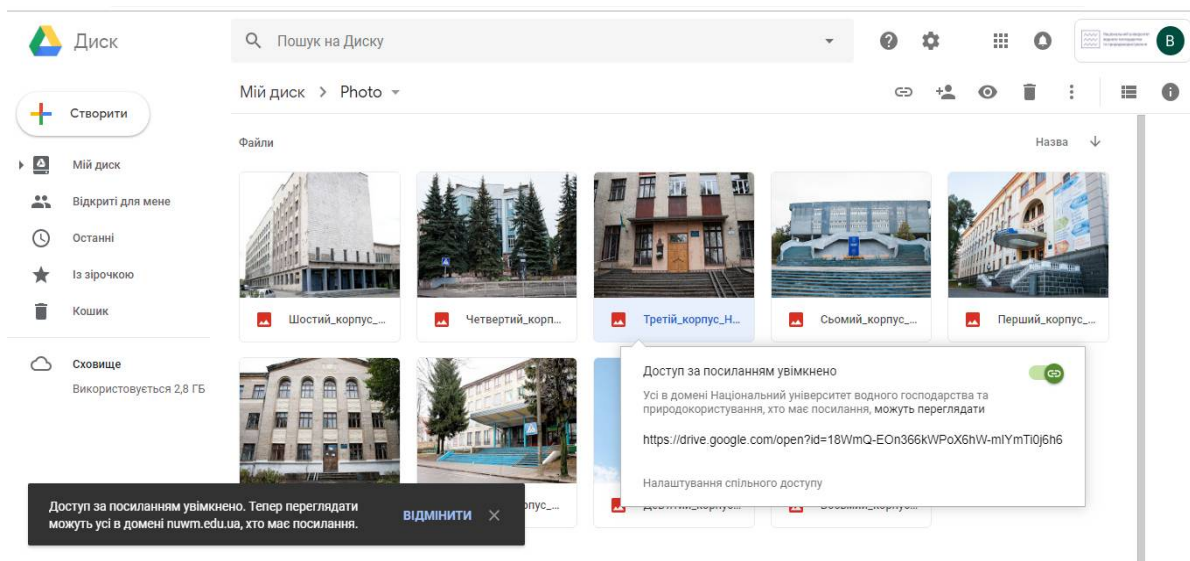 Диск
Пошук на Диску
В
Мій диск > Photo
Створити
Файли
Назва
Мій диск
Відкриті для мене
Останні
Із зірочкою
Кошик
Сховище
Використовується 2,8 ГБ
Шостий_корпус_...
Четвертий_корп...
Третій_корпус_Н...
Сьомий_корпус_...
Перший_корпус_...
Доступ за посиланням увімкнено
Усі в домені Національний університет водного господарства та
природокористування, хто має посилання, можуть переглядати
https://drive.google.com/open?id=18WmQ-EOn366kWPoX6hW-mIYmTi0j6h6
Налаштування спільного доступу
Доступ за посиланням увімкнено. Тепер переглядати
можуть усі в домені nuwm.edu.ua, хто має посилання.
ВІДМІНИТИ